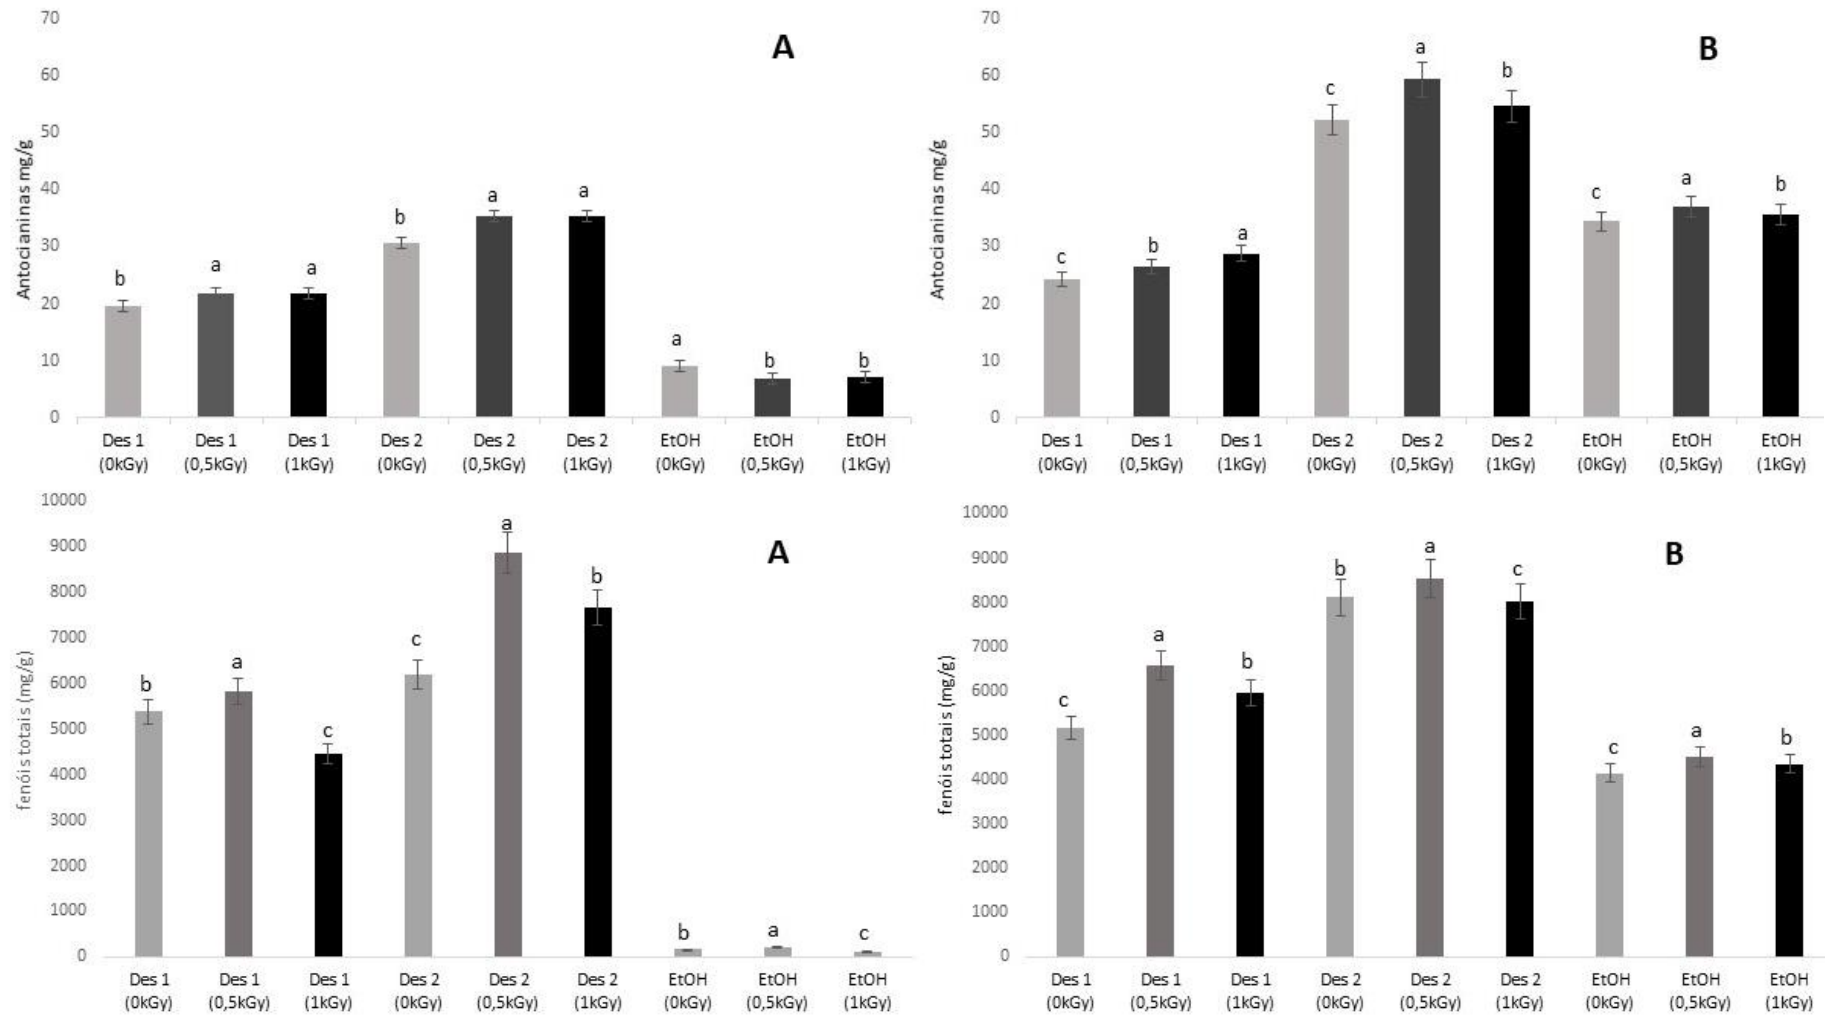 A
Antocianinas mg/g
70
60
50
40
30
20
10
0
b
a
a
b
a
a
a
b
b
Des 1 Des 1 Des 1 Des 2 Des 2 Des 2 EtOH EtOH EtOH
(0kGy) (0,5kGy) (1kGy) (0kGy) (0,5kGy) (1kGy) (0kGy) (0,5kGy) (1kGy)
B
Antocianinas mg/g
70
60
50
40
30
20
10
0
c
b
a
c
a
b
c
a
b
Des 1 Des 1 Des 1 Des 2 Des 2 Des 2 EtOH EtOH EtOH
(0kGy) (0,5kGy) (1kGy) (0kGy) (0,5kGy) (1kGy) (0kGy) (0,5kGy) (1kGy)
A
fenóis totais (mg/g)
10000
9000
8000
7000
6000
5000
4000
3000
2000
1000
0
b
a
c
c
a
b
b
a
c
Des 1 Des 1 Des 1 Des 2 Des 2 Des 2 EtOH EtOH EtOH
(0kGy) (0,5kGy) (1kGy) (0kGy) (0,5kGy) (1kGy) (0kGy) (0,5kGy) (1kGy)
B
fenóis totais (mg/g)
10000
9000
8000
7000
6000
5000
4000
3000
2000
1000
0
c
a
b
b
a
c
c
a
b
Des 1 Des 1 Des 1 Des 2 Des 2 Des 2 EtOH EtOH EtOH
(0kGy) (0,5kGy) (1kGy) (0kGy) (0,5kGy) (1kGy) (0kGy) (0,5kGy) (1kGy)